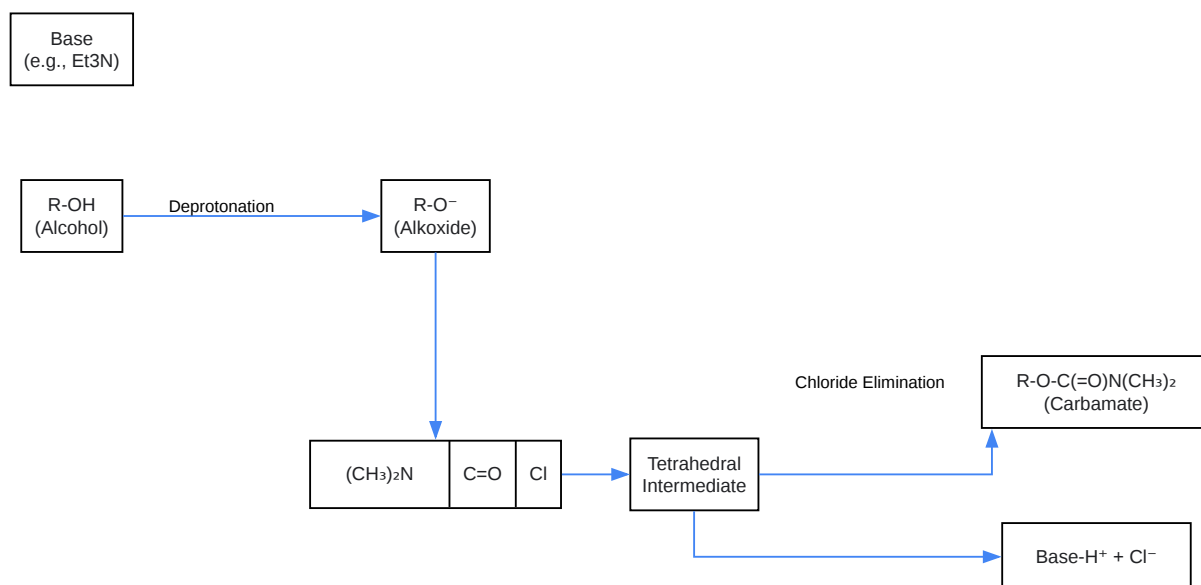 Base
(e.g., Et3N)
R-OH
(Alcohol)
Deprotonation
R-O⁻
(Alkoxide)
Chloride Elimination
R-O-C(=O)N(CH₃)₂
(Carbamate)
(CH₃)₂N
C=O
Cl
Tetrahedral
Intermediate
Base-H⁺ + Cl⁻